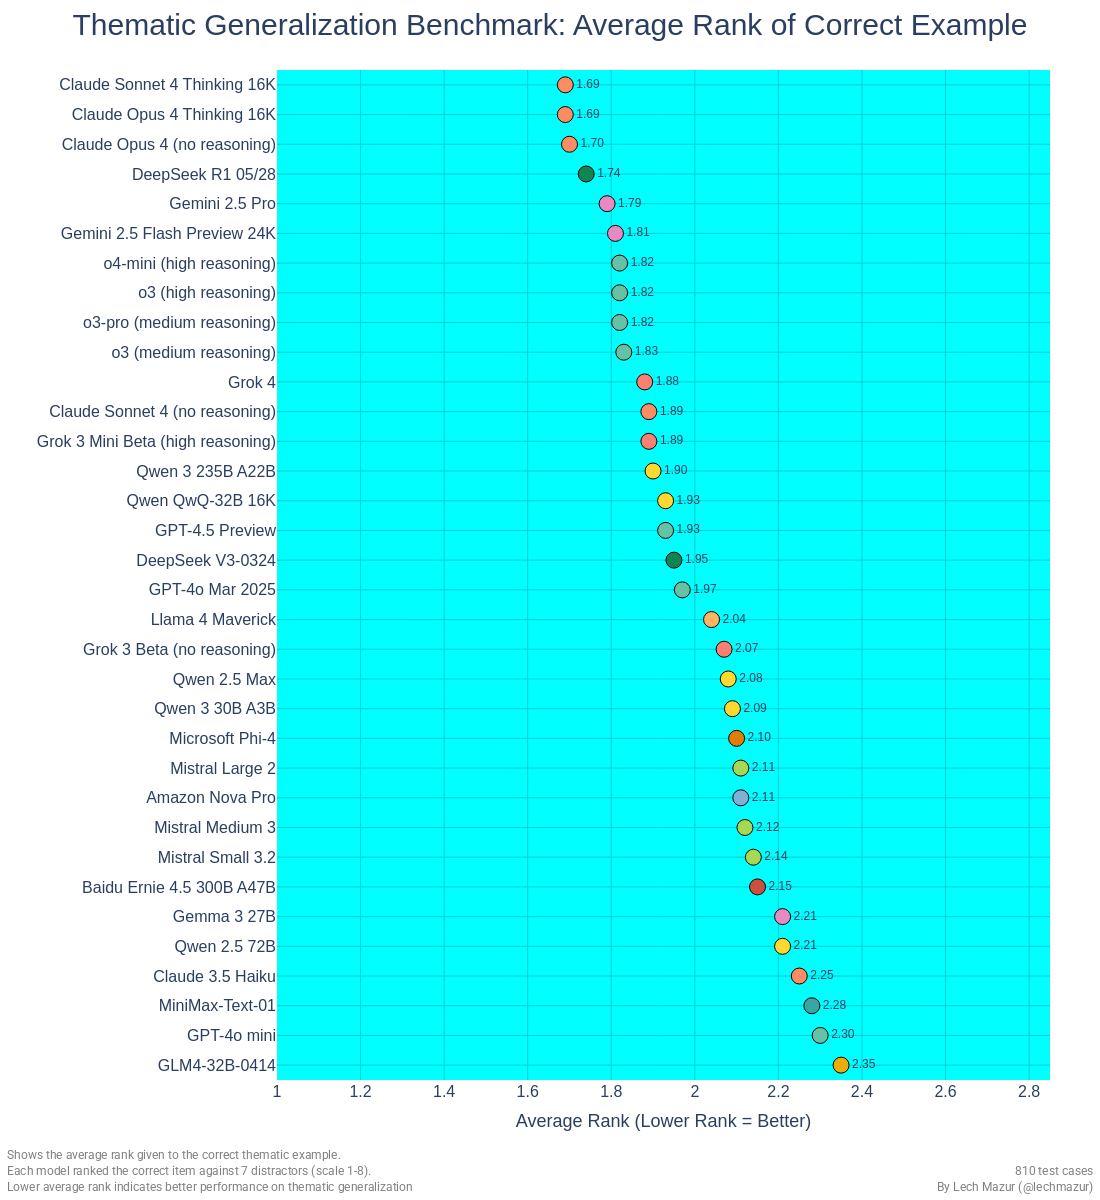 Thematic Generalization Benchmark: Average Rank of Correct Example
Claude Sonnet 4 Thinking 16K 1.69
Claude Opus 4 Thinking 16K 1.69
Claude Opus 4 (no reasoning) 1.70
DeepSeek R1 05/28 1.74
Gemini 2.5 Pro 1.79
Gemini 2.5 Flash Preview 24K 1.81
o4-mini (high reasoning) 1.82
o3 (high reasoning) 1.82
o3-pro (medium reasoning) 1.82
o3 (medium reasoning) 1.83
Grok 4 1.88
Claude Sonnet 4 (no reasoning) 1.89
Grok 3 Mini Beta (high reasoning) 1.89
Qwen 3 235B A22B 1.90
Qwen QwQ-32B 16K 1.93
GPT-4.5 Preview 1.93
DeepSeek V3-0324 1.95
GPT-4o Mar 2025 1.97
Llama 4 Maverick 2.04
Grok 3 Beta (no reasoning) 2.07
Qwen 2.5 Max 2.08
Qwen 3 30B A3B 2.09
Microsoft Phi-4 2.10
Mistral Large 2 2.11
Amazon Nova Pro 2.11
Mistral Medium 3 2.12
Mistral Small 3.2 2.14
Baidu Ernie 4.5 300B A47B 2.15
Gemma 3 27B 2.21
Qwen 2.5 72B 2.21
Claude 3.5 Haiku 2.25
MiniMax-Text-01 2.28
GPT-4o mini 2.30
GLM4-32B-0414 2.35
1 1.2 1.4 1.6 1.8 2 2.2 2.4 2.6 2.8
Average Rank (Lower Rank = Better)
Shows the average rank given to the correct thematic example.
Each model ranked the correct item against 7 distractors (scale 1-8).
Lower average rank indicates better performance on thematic generalization
810 test cases
By Lech Mazur (@lechmazur)